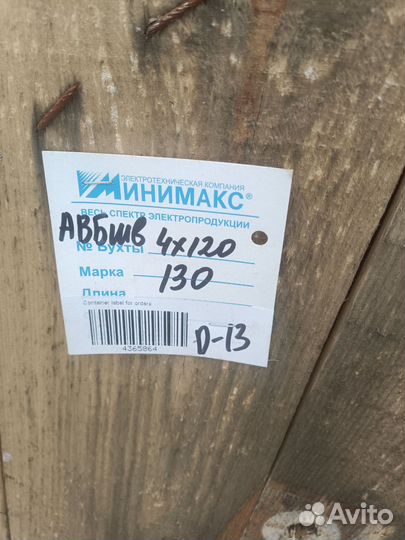 ЭЛЕКТРОТЕХНИЧЕСКАЯ КОМПАНИЯ
МИНИМАКС®
ВЕСЬ СПЕКТР ЭЛЕКТРОПРОДУКЦИИ
АВБШВ 4х120
№ Бухты
Марка 130
Длина
Container label for orders
4365864
D-13
Avito